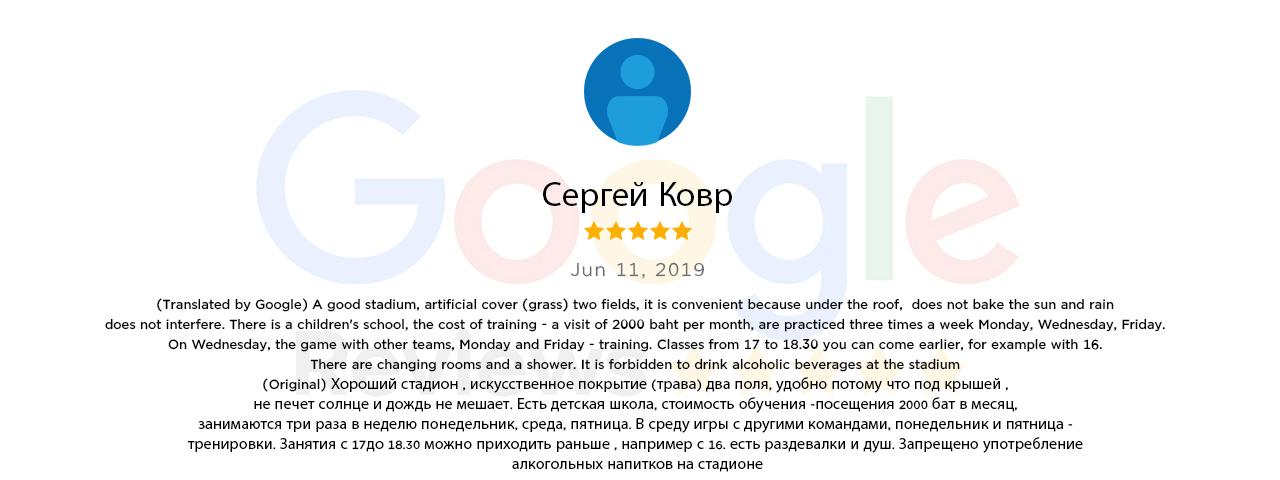 Google
Reviews
Сергей Ковр
Jun 11, 2019
(Translated by Google) A good stadium, artificial cover (grass) two fields, it is convenient because under the roof,  does not bake the sun and rain
does not interfere. There is a children's school, the cost of training - a visit of 2000 baht per month, are practiced three times a week Monday, Wednesday, Friday.
On Wednesday, the game with other teams, Monday and Friday - training. Classes from 17 to 18.30 you can come earlier, for example with 16.
There are changing rooms and a shower. It is forbidden to drink alcoholic beverages at the stadium
(Original) Хороший стадион , искусственное покрытие (трава) два поля, удобно потому что под крышей ,
не печет солнце и дождь не мешает. Есть детская школа, стоимость обучения -посещения 2000 бат в месяц,
занимаются три раза в неделю понедельник, среда, пятница. В среду игры с другими командами, понедельник и пятница -
тренировки. Занятия с 17до 18.30 можно приходить раньше , например с 16. есть раздевалки и душ. Запрещено употребление
алкогольных напитков на стадионе